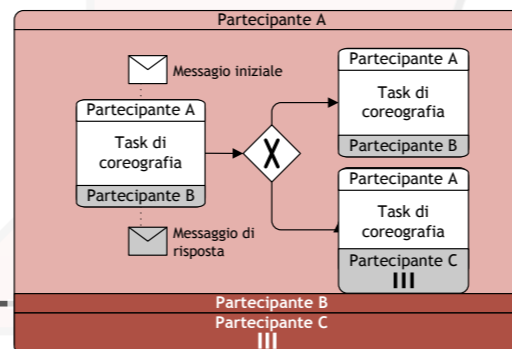 Partecipante A
Messagio iniziale
Partecipante A
Task di
coreografia
Partecipante B
Messaggio di
risposta
X
Partecipante A
Task di
coreografia
Partecipante B
Partecipante A
Task di
coreografia
Partecipante C
Partecipante B
Partecipante C